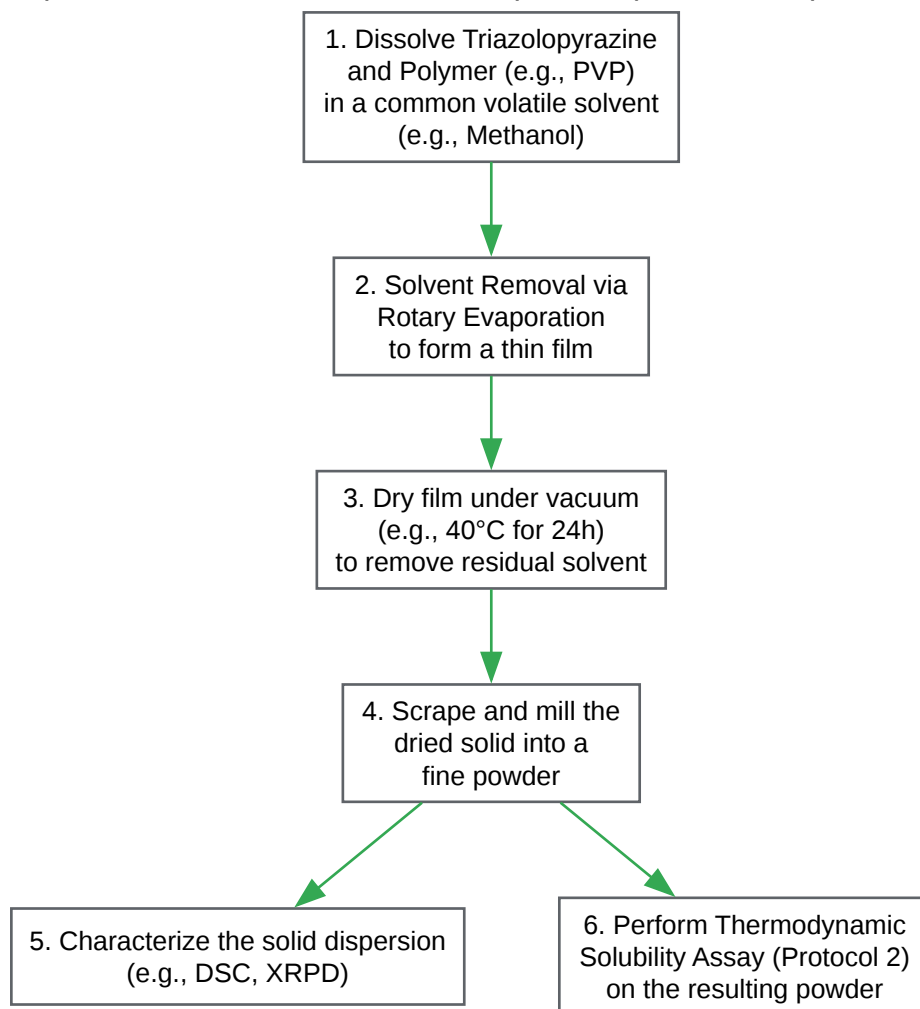 1. Dissolve Triazolopyrazine
and Polymer (e.g., PVP)
in a common volatile solvent
(e.g., Methanol)
2. Solvent Removal via
Rotary Evaporation
to form a thin film
3. Dry film under vacuum
(e.g., 40°C for 24h)
to remove residual solvent
4. Scrape and mill the
dried solid into a
fine powder
5. Characterize the solid dispersion
(e.g., DSC, XRPD)
6. Perform Thermodynamic
Solubility Assay (Protocol 2)
on the resulting powder